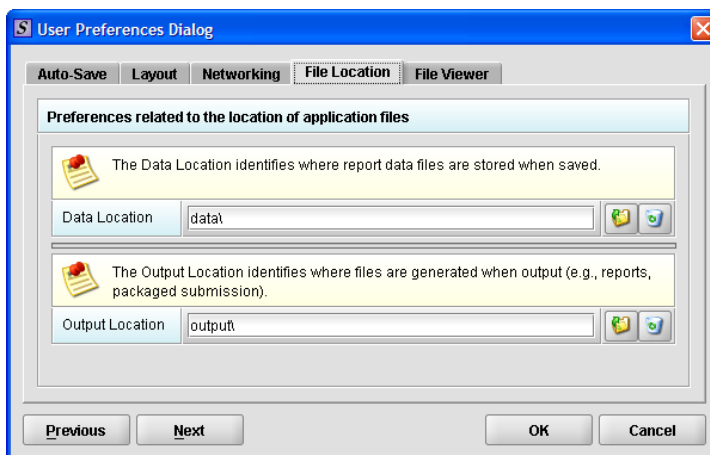 S User Preferences Dialog
Auto-Save Layout Networking File Location File Viewer
Preferences related to the location of application files
The Data Location identifies where report data files are stored when saved.
Data Location data\
The Output Location identifies where files are generated when output (e.g., reports,
packaged submission).
Output Location output\
Previous Next OK Cancel